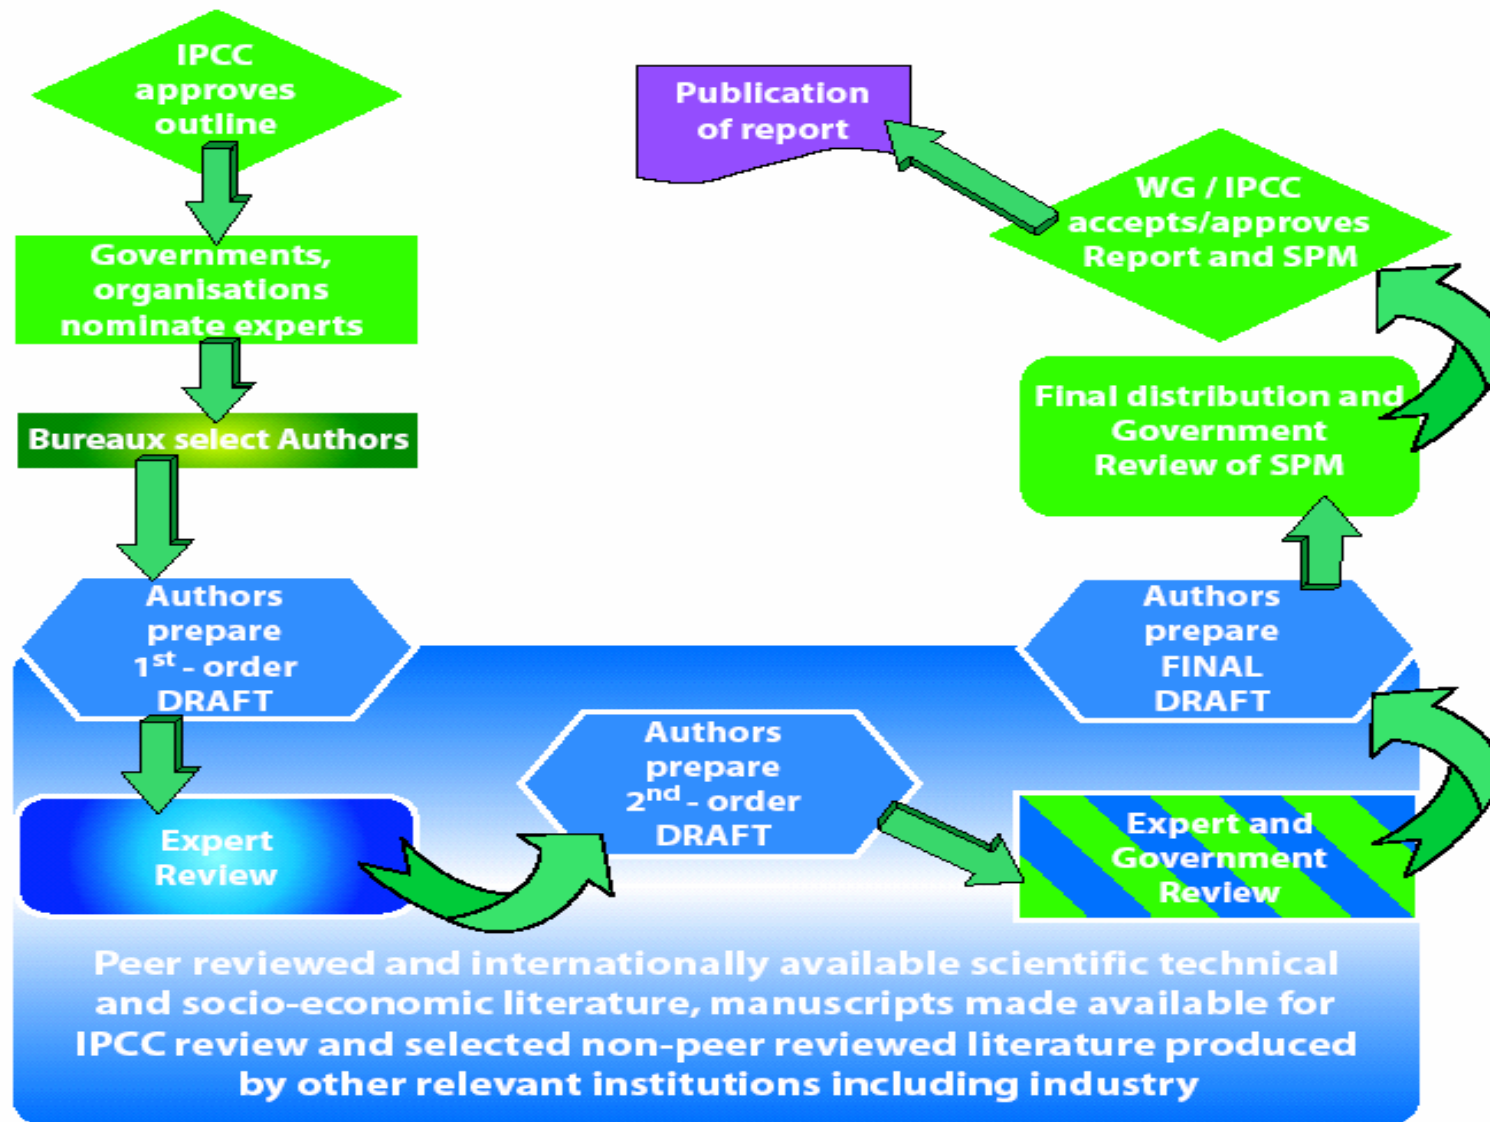 IPCC
approves
outline
Governments,
organisations
nominate experts
Bureaux select Authors
Authors
prepare
1st - order
DRAFT
Expert
Review
Authors
prepare
2nd - order
DRAFT
Expert and
Government
Review
Authors
prepare
FINAL
DRAFT
Final distribution and
Government
Review of SPM
WG / IPCC
accepts/approves
Report and SPM
Publication
of report
Peer reviewed and internationally available scientific technical
and socio-economic literature, manuscripts made available for
IPCC review and selected non-peer reviewed literature produced
by other relevant institutions including industry